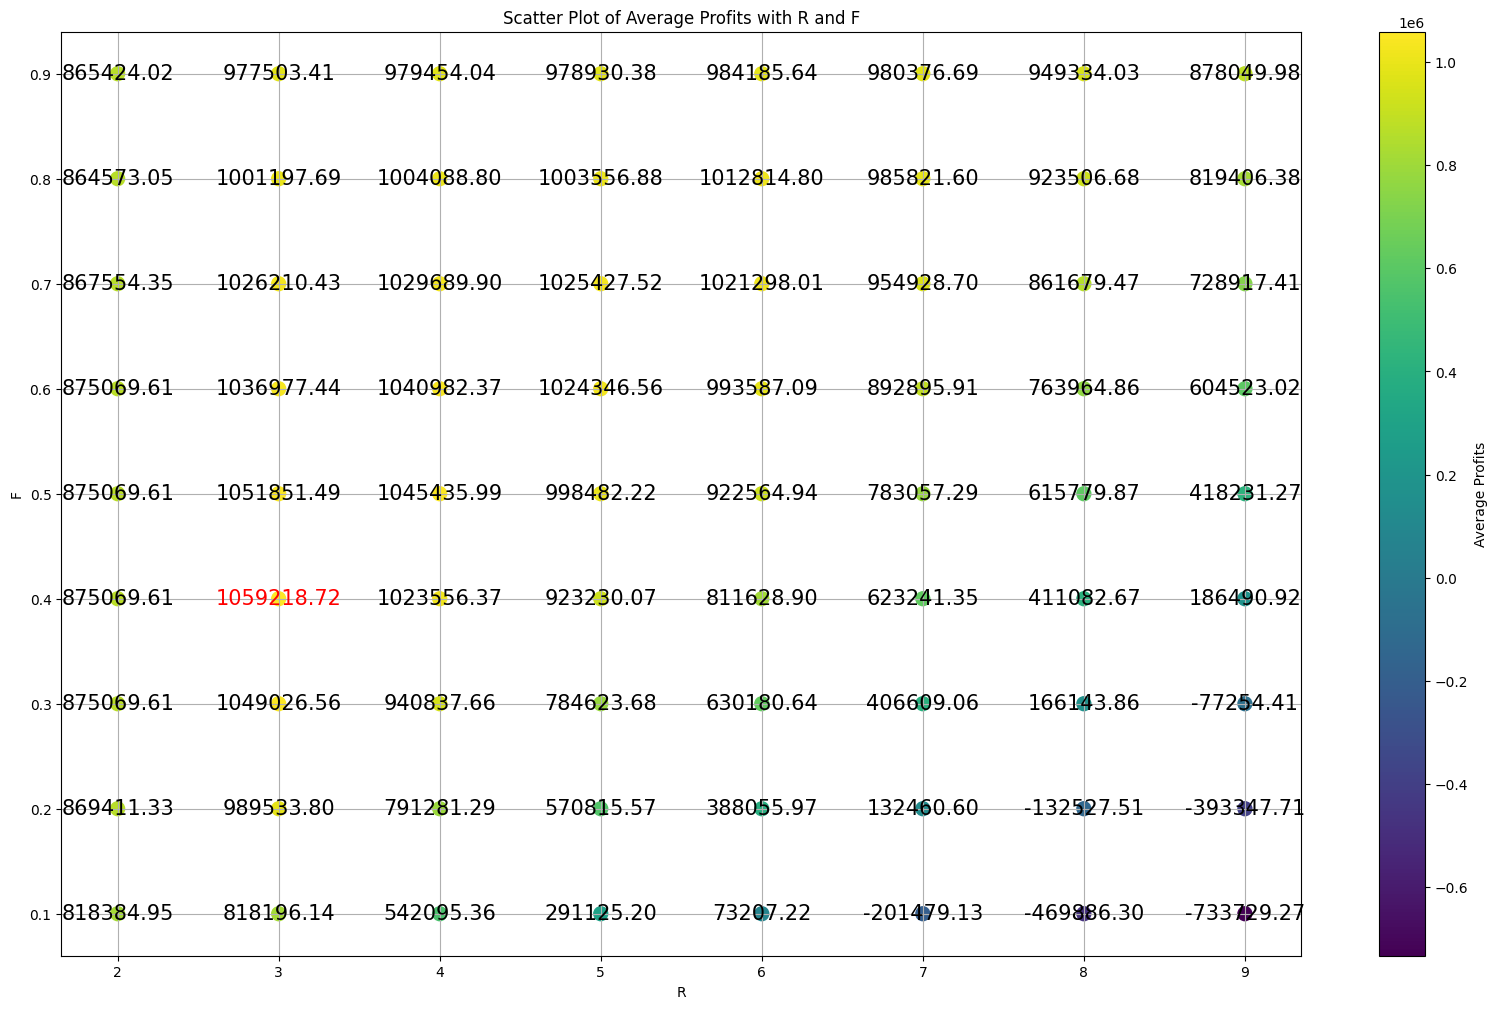 Scatter Plot of Average Profits with R and F
1e6
0.9 865424.02 977503.41 979454.04 978930.38 984185.64 980376.69 949334.03 878049.98
1.0
0.8 864573.05 1001197.69 1004088.80 1003556.88 1012814.80 985821.60 923506.68 819406.38
0.8
0.7 867554.35 1026210.43 1029689.90 1025427.52 1021298.01 954928.70 861679.47 728917.41
0.6
0.6 875069.61 1036977.44 1040982.37 1024346.56 993587.09 892895.91 763964.86 604523.02
0.4
0.5 875069.61 1051851.49 1045435.99 998482.22 922564.94 783057.29 615779.87 418231.27
0.2
F
Average Profits
0.0
0.4 875069.61 1059218.72 1023556.37 923230.07 811628.90 623241.35 411082.67 186490.92
-0.2
0.3 875069.61 1049026.56 940837.66 784623.68 630180.64 406609.06 166143.86 -77254.41
−0.4
0.2 869411.33 989533.80 791281.29 570815.57 388055.97 132460.60 -132527.51 -393347.71
−0.6
0.1 818384.95 818196.14 542095.36 291125.20 73207.22 -201479.13 -469886.30 -733729.27
2 3 4 5 6 7 8 9
R